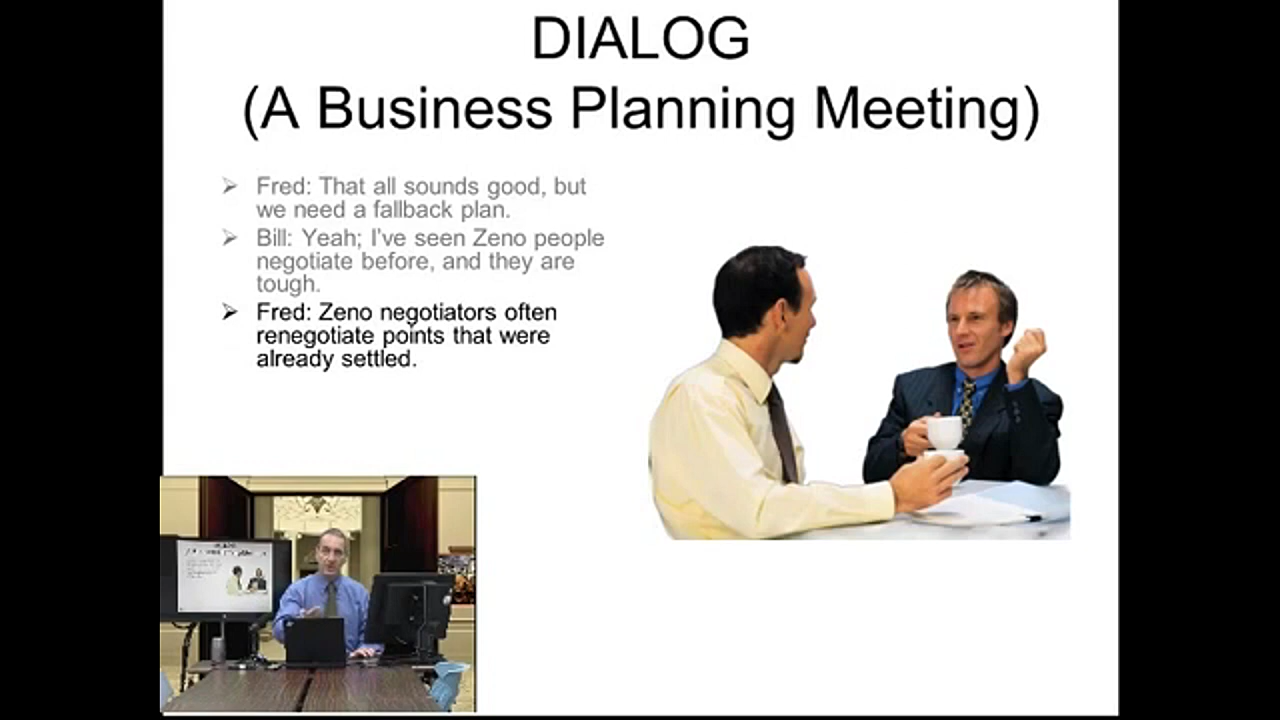 DIALOG
(A Business Planning Meeting)
➢ Fred: That all sounds good, but
we need a fallback plan.
➢ Bill: Yeah; I've seen Zeno people
negotiate before, and they are
tough.
➢ Fred: Zeno negotiators often
renegotiate points that were
already settled.